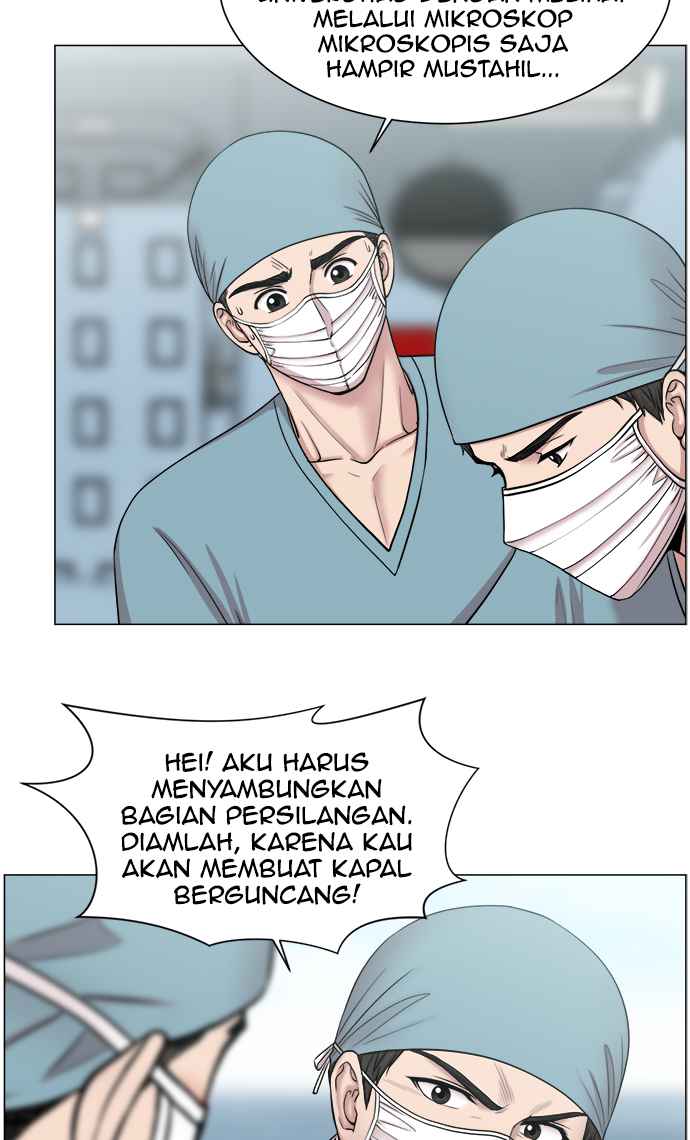 MELALUI MIKROSKOP
MIKROSKOPIS SAJA
HAMPIR MUSTAHIL...
HEI! AKU HARUS
MENYAMBUNGKAN
BAGIAN PERSILANGAN.
DIAMLAH, KARENA KAU
AKAN MEMBUAT KAPAL
BERGUNCANG!